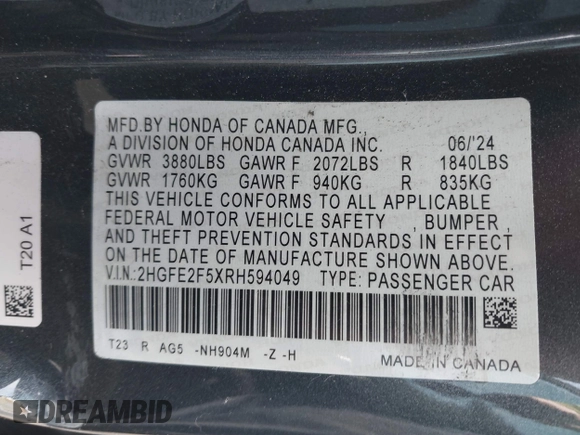 MFD.BY HONDA OF CANADA MFG.,
A DIVISION OF HONDA CANADA INC. 06/'24
GVWR 3880LBS GAWR F 2072LBS R 1840LBS
GVWR 1760KG GAWR F 940KG R 835KG
THIS VEHICLE CONFORMS TO ALL APPLICABLE
FEDERAL MOTOR VEHICLE SAFETY , BUMPER ,
AND THEFT PREVENTION STANDARDS IN EFFECT
ON THE DATE OF MANUFACTURE SHOWN ABOVE.
V.I.N.:2HGFE2F5XRH594049 TYPE: PASSENGER CAR
T23 R AG5 -NH904M -Z -H
MADE IN CANADA
T20 A1
DREAMBID